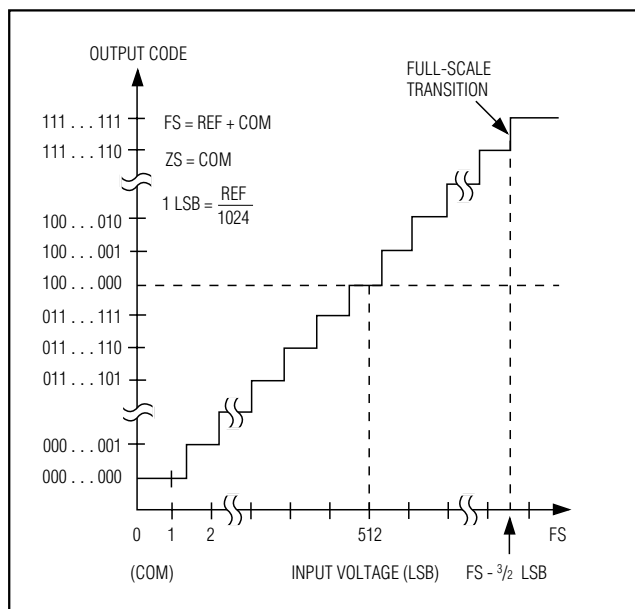 OUTPUT CODE
FULL-SCALE
TRANSITION
111 . . . 111
FS = REF + COM
111 . . . 110
ZS = COM
1 LSB = REF
1024
100 . . . 010
100 . . . 001
100 . . . 000
011 . . . 111
011 . . . 110
011 . . . 101
000 . . . 001
000 . . . 000
0 1 2 512 FS
(COM) INPUT VOLTAGE (LSB) FS - 3/2 LSB